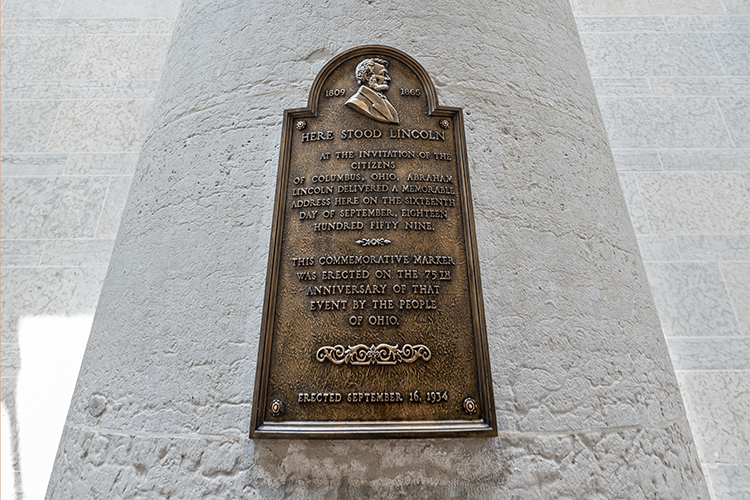 1809 1865
HERE STOOD LINCOLN
AT THE INVITATION OF THE
CITIZENS
OF COLUMBUS, OHIO, ABRAHAM
LINCOLN DELIVERED A MEMORABLE
ADDRESS HERE ON THE SIXTEENTH
DAY OF SEPTEMBER, EIGHTEEN
HUNDRED FIFTY NINE.
THIS COMMEMORATIVE MARKER
WAS ERECTED ON THE 75TH
ANNIVERSARY OF THAT
EVENT BY THE PEOPLE
OF OHIO.
ERECTED SEPTEMBER 16, 1934